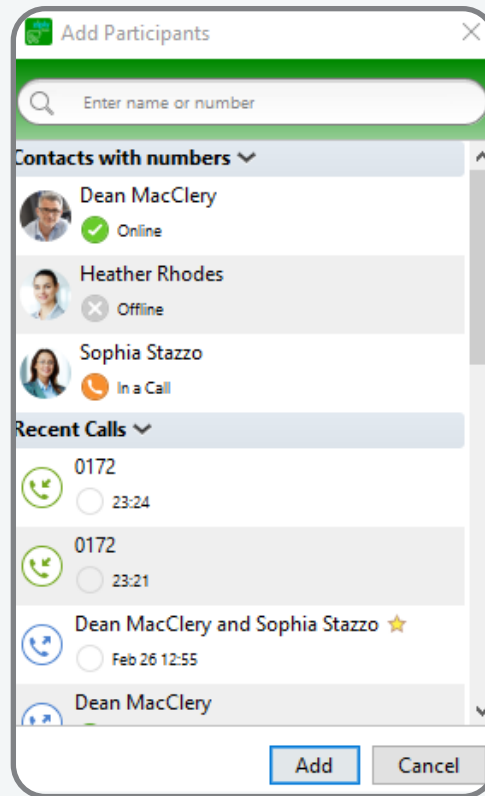 Add Participants
Enter name or number
Contacts with numbers
Dean MacClery
Online
Heather Rhodes
Offline
Sophia Stazzo
In a Call
Recent Calls
0172
23:24
0172
23:21
Dean MacClery and Sophia Stazzo
Feb 26 12:55
Dean MacClery
Add Cancel